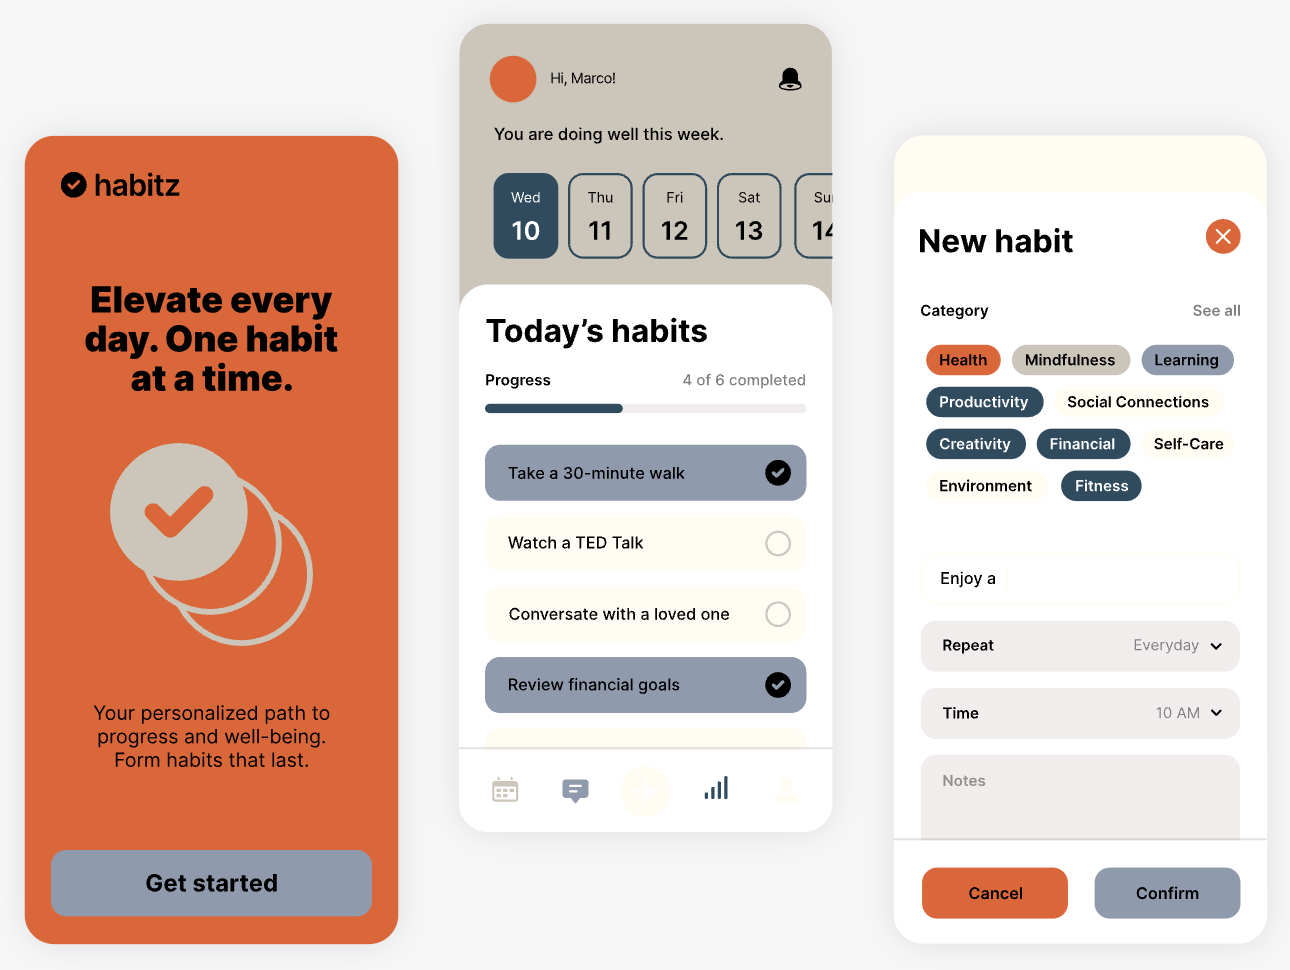 habitz
Elevate every
day. One habit
at a time.
Your personalized path to
progress and well-being.
Form habits that last.
Get started
Hi, Marco!
You are doing well this week.
Wed Thu Fri Sat
10 11 12 13 14
Today’s habits
Progress 4 of 6 completed
Take a 30-minute walk
Watch a TED Talk
Conversate with a loved one
Review financial goals
New habit
Category See all
Health Mindfulness Learning
Productivity Social Connections
Creativity Financial Self-Care
Environment Fitness
Enjoy a
Repeat Everyday
Time 10 AM
Notes
Cancel Confirm